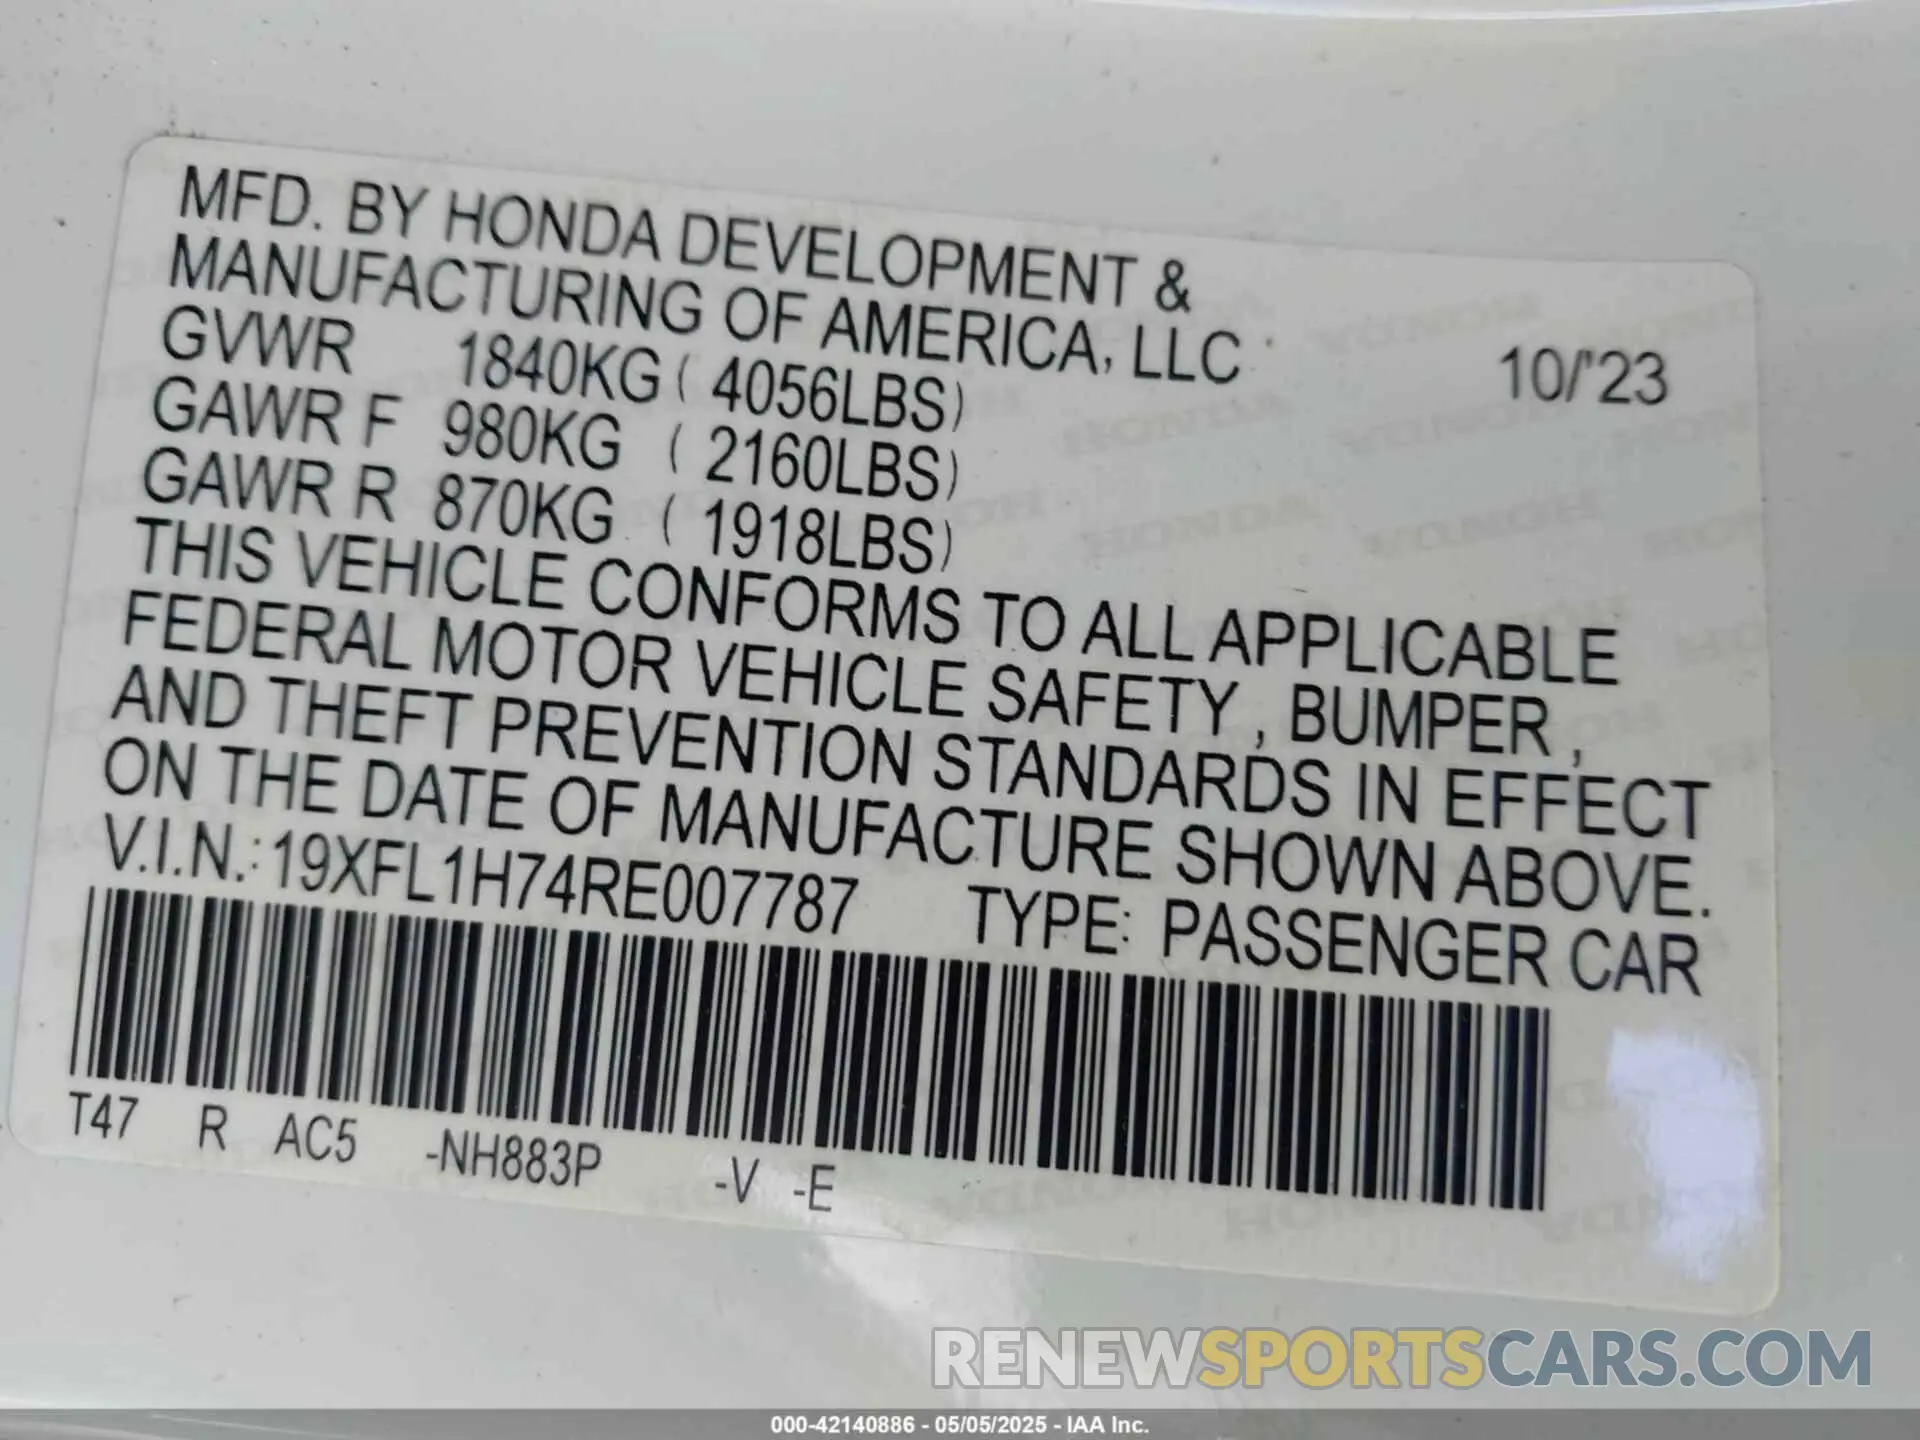 MFD. BY HONDA DEVELOPMENT &
MANUFACTURING OF AMERICA, LLC 10/'23
GVWR 1840KG ( 4056LBS)
GAWR F 980KG ( 2160LBS)
GAWR R 870KG ( 1918LBS)
THIS VEHICLE CONFORMS TO ALL APPLICABLE
FEDERAL MOTOR VEHICLE SAFETY , BUMPER ,
AND THEFT PREVENTION STANDARDS IN EFFECT
ON THE DATE OF MANUFACTURE SHOWN ABOVE.
V.I.N.: 19XFL1H74RE007787 TYPE: PASSENGER CAR
T47 R AC5 -NH883P -V -E
RENEWSPORTSCARS.COM
000-42140886 - 05/05/2025 - IAA Inc.